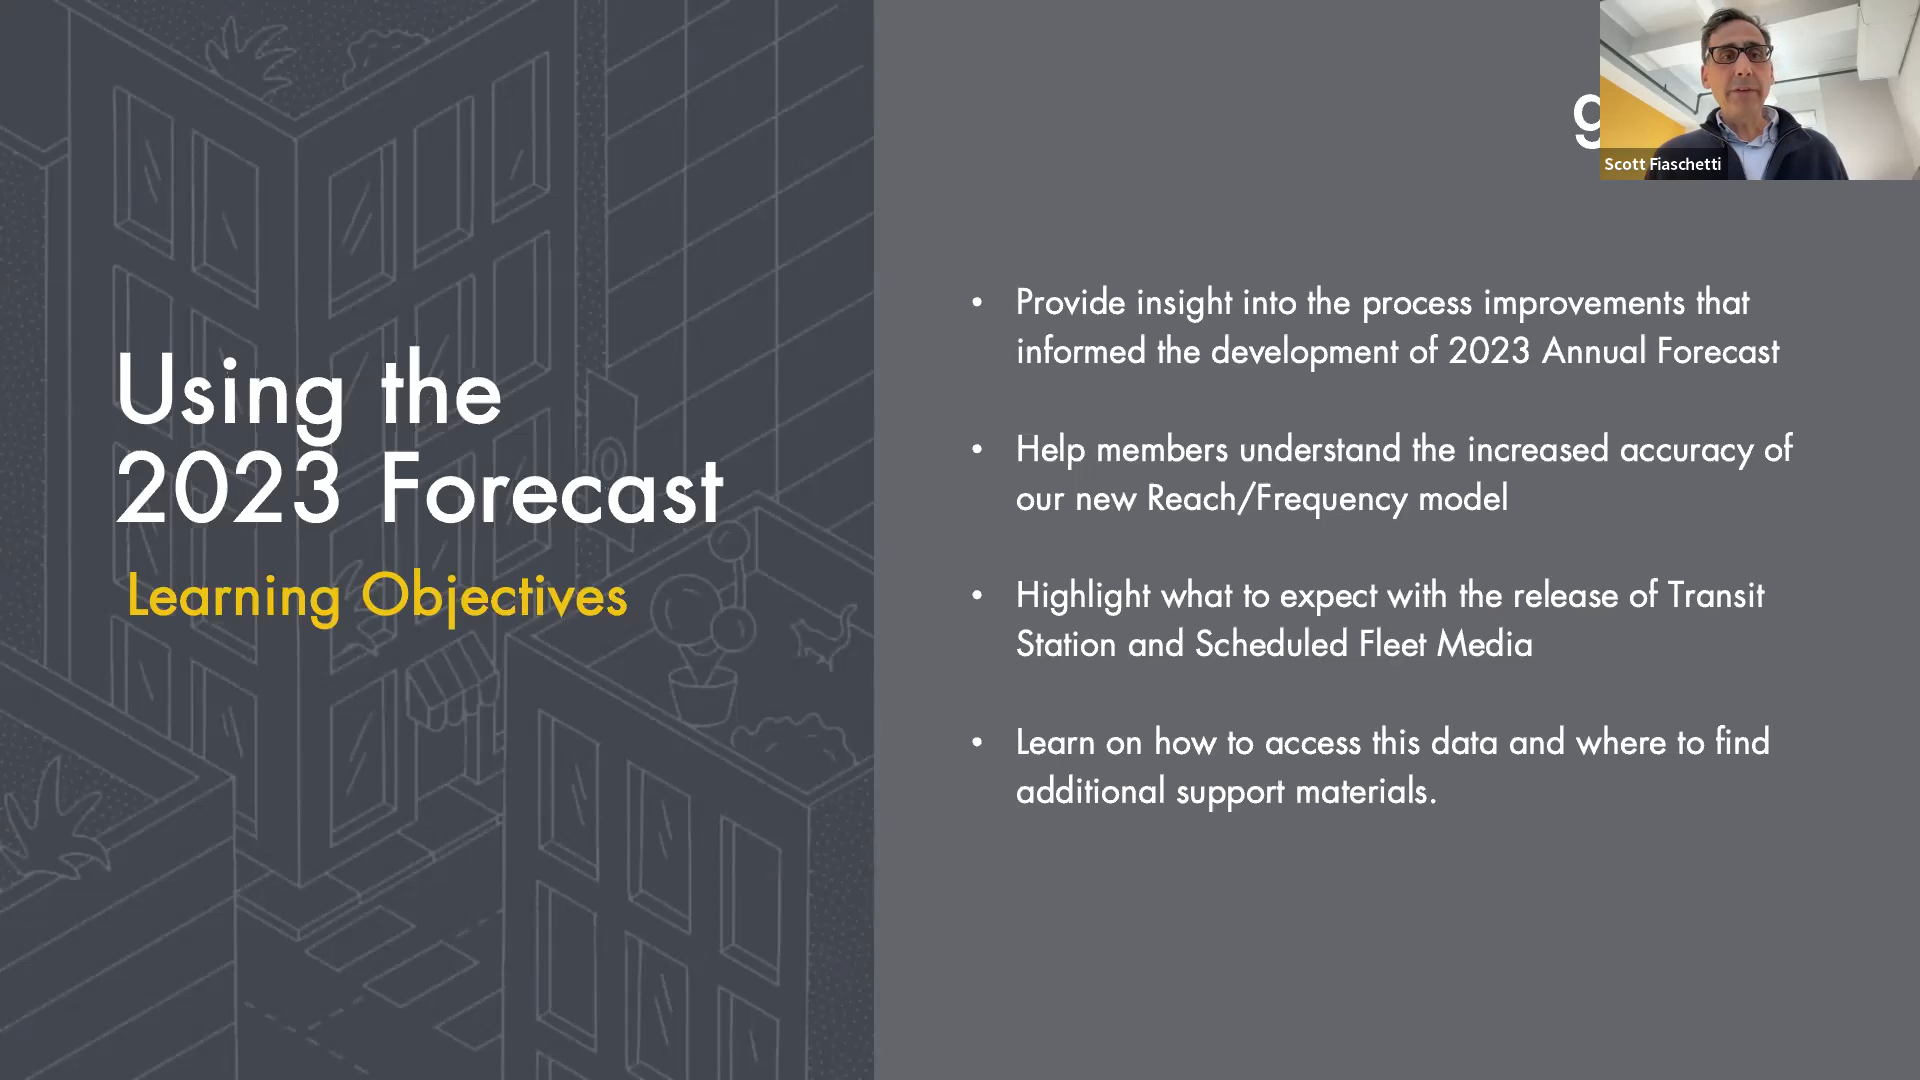 Using the
2023 Forecast
Learning Objectives
Scott Fiaschetti
• Provide insight into the process improvements that
informed the development of 2023 Annual Forecast
• Help members understand the increased accuracy of
our new Reach/Frequency model
• Highlight what to expect with the release of Transit
Station and Scheduled Fleet Media
• Learn on how to access this data and where to find
additional support materials.